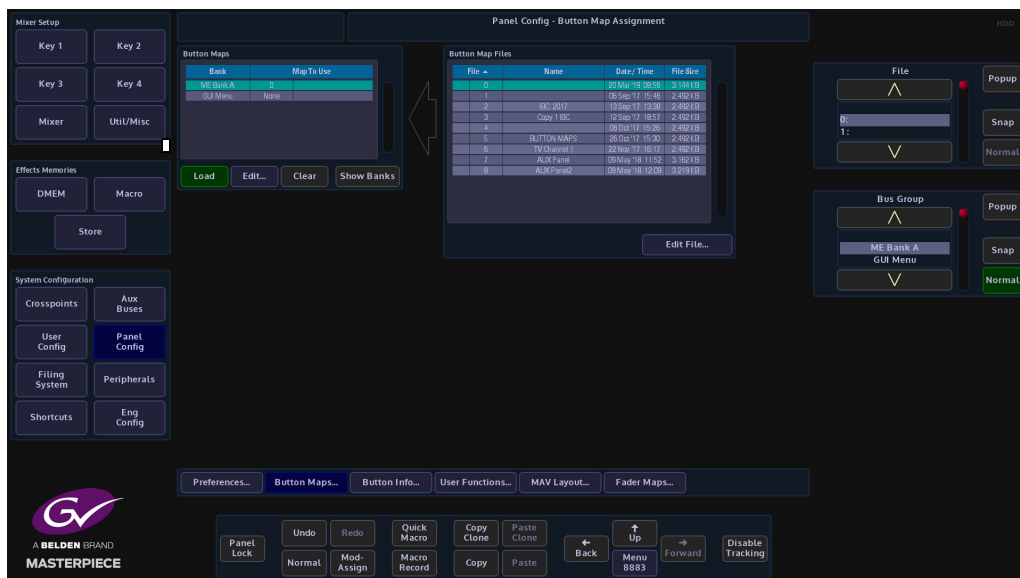 Mixer Setup
Panel Config - Button Map Assignment
HDD
Key 1 Key 2
Key 3 Key 4
Mixer Util/Misc
Effects Memories
DMEM Macro
Store
System Configuration
Crosspoints Aux Buses
User Config Panel Config
Filing System Peripherals
Shortcuts Eng Config
Button Maps
Bank Map To Use
ME Bank A 0
GUI Menu None
Load Edit... Clear Show Banks
Button Map Files
File Name Date/ Time File Size
0 20 Mar '19 08:55 3.144 KB
1 06 Sep '17 15:46 2.492 KB
2 IBC 2017 13 Sep '17 13:38 2.492 KB
3 Copy 1 IBC 12 Sep '17 18:57 2.492 KB
4 05 Oct '17 15:26 2.492 KB
5 BUTTON MAPS 26 Oct '17 15:30 2.492 KB
6 TV Channel 1 22 Nov '17 16:17 2.492 KB
7 AUX Panel 09 May '18 11:52 3.162 KB
8 AUX Panel2 09 May '18 12:09 3.219 KB
Edit File...
File
0:
1:
Popup
Snap
Normal
Bus Group
ME Bank A
GUI Menu
Popup
Snap
Normal
Preferences... Button Maps... Button Info... User Functions... MAV Layout... Fader Maps...
GV
A BELDEN BRAND
MASTERPIECE
Panel Lock
Undo Redo
Normal Mod-Assign
Quick Macro
Macro Record
Copy Clone Paste Clone
Copy Paste
Back
Up
Menu 8883
Forward
Disable Tracking